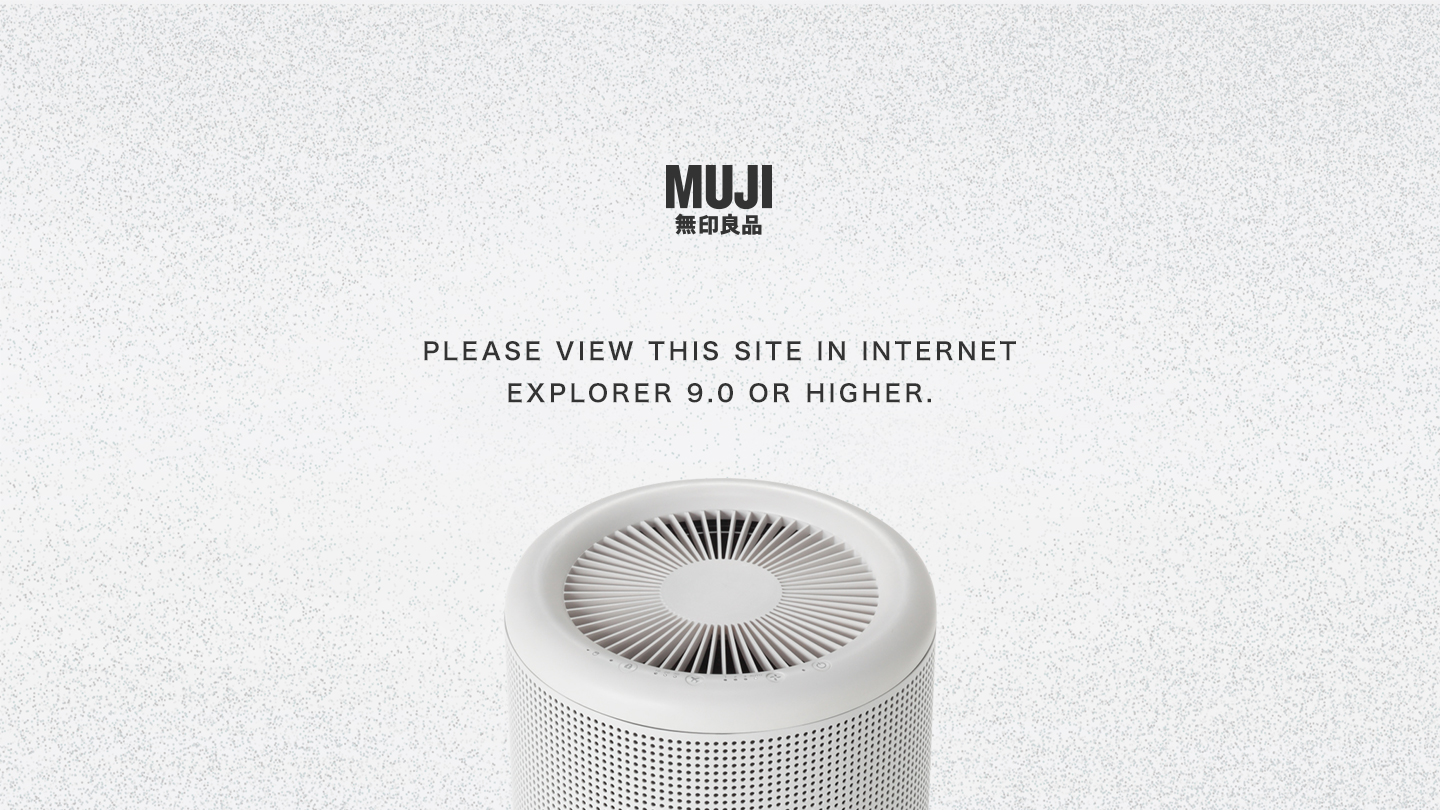 MUJI
無印良品
PLEASE VIEW THIS SITE IN INTERNET
EXPLORER 9.0 OR HIGHER.